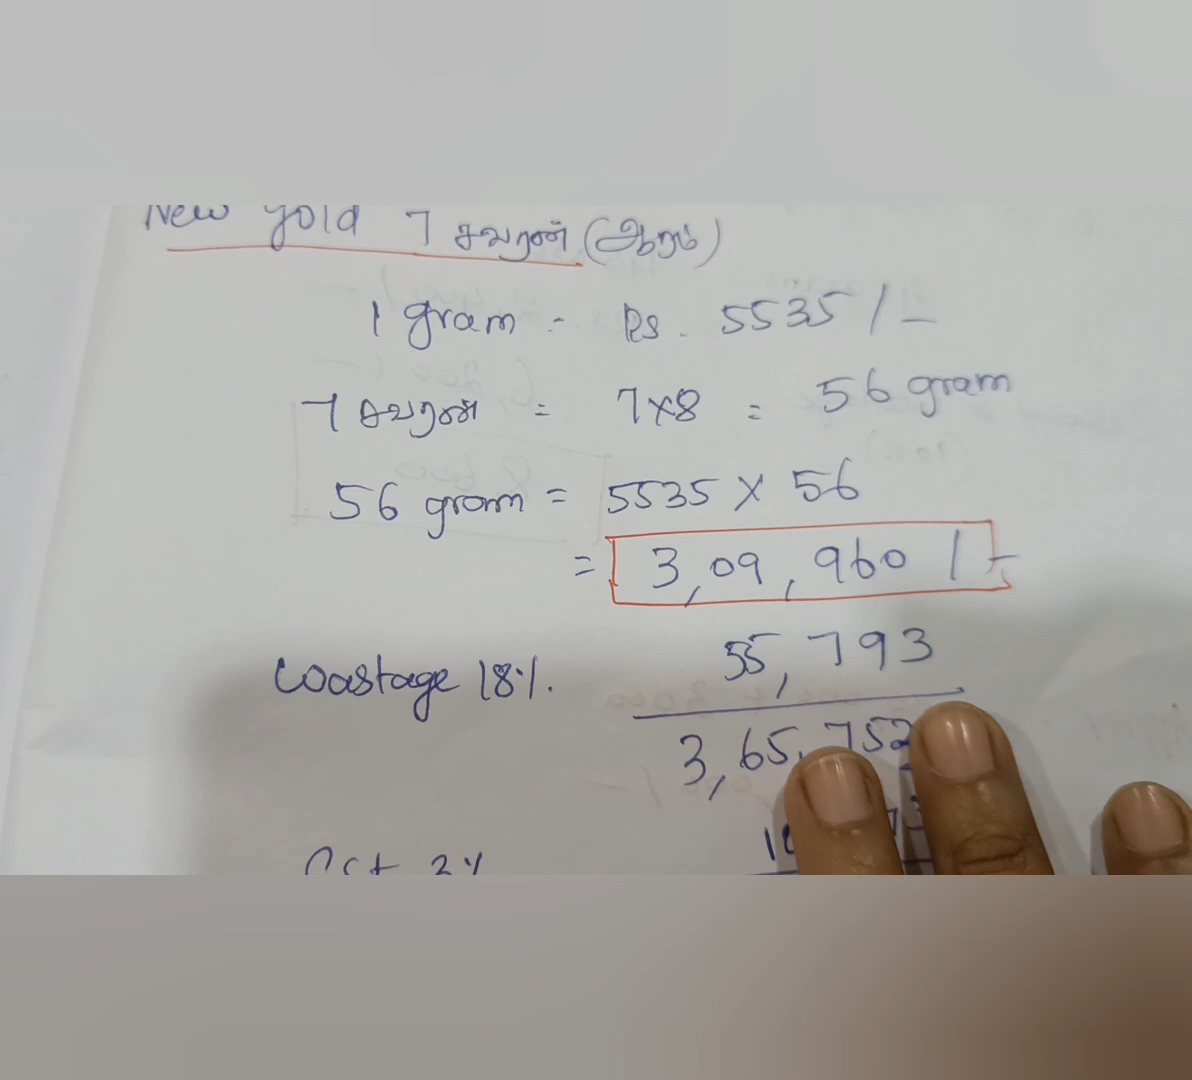 New gold 7 சவரன் (ஆரம்)
1 gram - Rs. 5535/-
7 சவரன் = 7x8 = 56 gram
56 gram = 5535 x 56
= 3,09,960/-
wastage 18%. 55,793
3,65,752